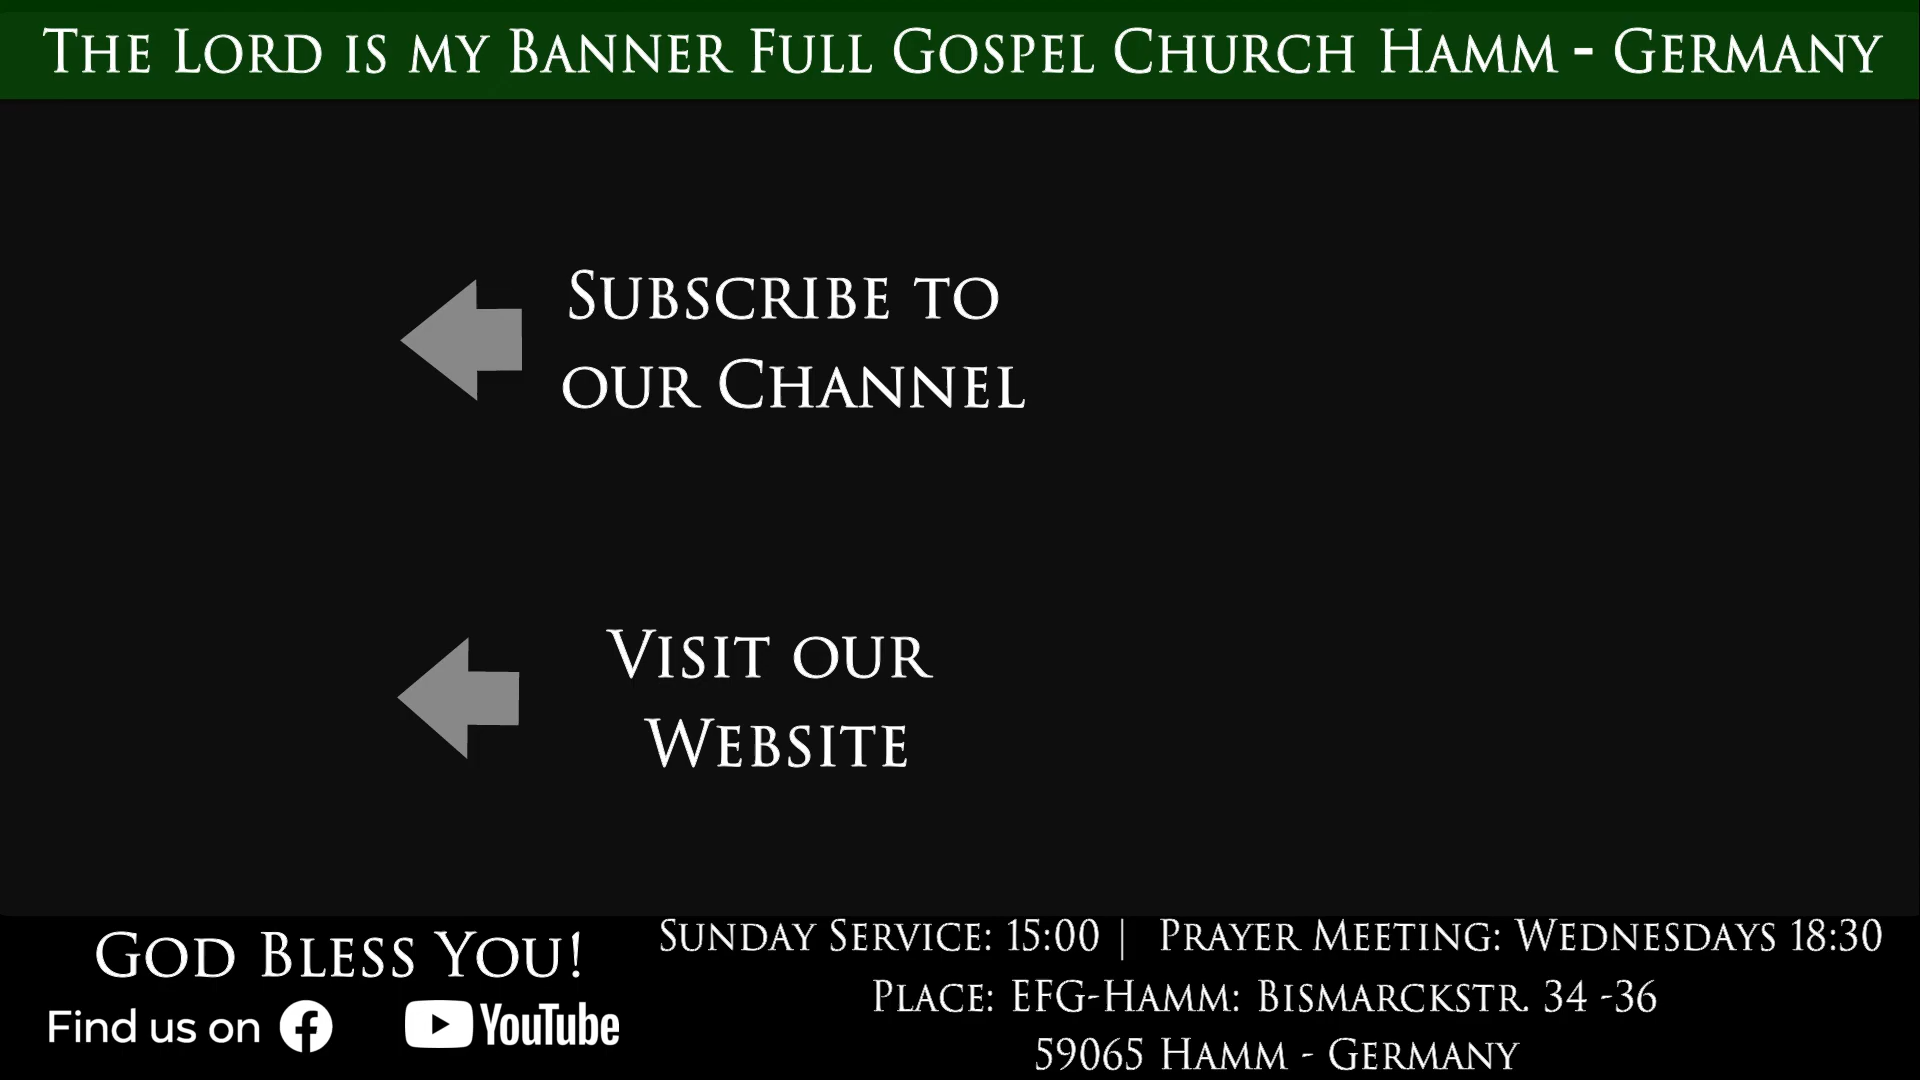 The Lord is my Banner Full Gospel Church Hamm - Germany
Subscribe to
our Channel
Visit our
Website
God Bless You!
Find us on
YouTube
Sunday Service: 15:00 | Prayer Meeting: Wednesdays 18:30
Place: EFG-Hamm: Bismarckstr. 34 -36
59065 Hamm - Germany